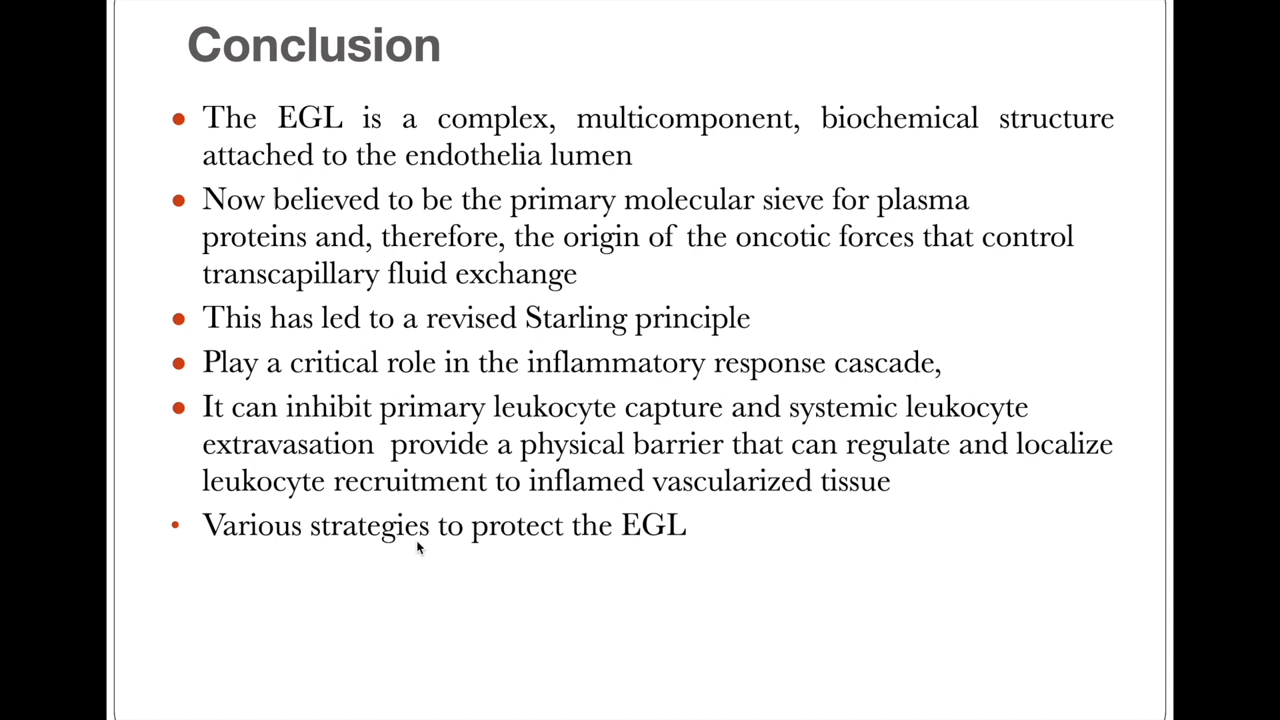 Conclusion
• The EGL is a complex, multicomponent, biochemical structure
attached to the endothelia lumen
• Now believed to be the primary molecular sieve for plasma
proteins and, therefore, the origin of the oncotic forces that control
transcapillary fluid exchange
• This has led to a revised Starling principle
• Play a critical role in the inflammatory response cascade,
• It can inhibit primary leukocyte capture and systemic leukocyte
extravasation provide a physical barrier that can regulate and localize
leukocyte recruitment to inflamed vascularized tissue
• Various strategies to protect the EGL